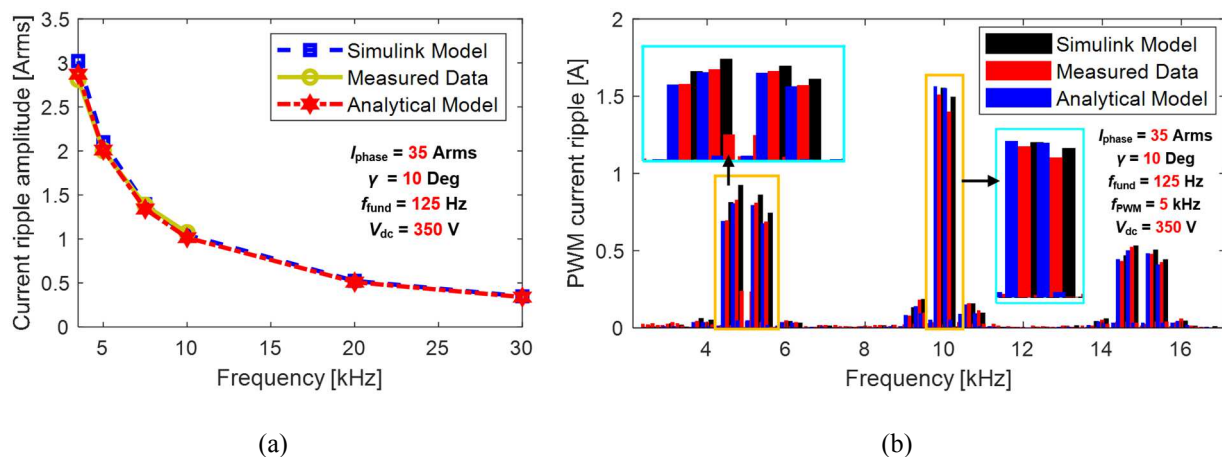 Current ripple amplitude [Arms]
3.5
3
2.5
2
1.5
1
0.5
0
5
10
15
20
25
30
Frequency [kHz]
Simulink Model
Measured Data
Analytical Model
Iphase = 35 Arms
γ = 10 Deg
ffund = 125 Hz
Vdc = 350 V
(a)
PWM current ripple [A]
2
1.5
1
0.5
0
4
6
8
10
12
14
16
Frequency [kHz]
Simulink Model
Measured Data
Analytical Model
Iphase = 35 Arms
γ = 10 Deg
ffund = 125 Hz
fPWM = 5 kHz
Vdc = 350 V
(b)